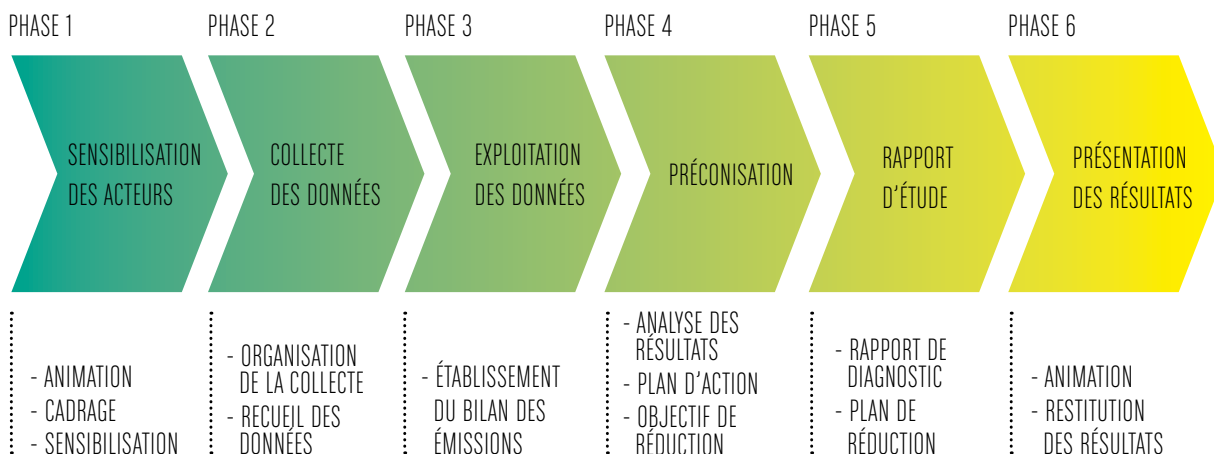 PHASE 1
PHASE 2
PHASE 3
PHASE 4
PHASE 5
PHASE 6
SENSIBILISATION
DES ACTEURS
COLLECTE
DES DONNÉES
EXPLOITATION
DES DONNÉES
PRÉCONISATION
RAPPORT
D'ÉTUDE
PRÉSENTATION
DES RÉSULTATS
- ANIMATION
- CADRAGE
- SENSIBILISATION
- ORGANISATION
DE LA COLLECTE
- RECUEIL DES
DONNÉES
- ÉTABLISSEMENT
DU BILAN DES
ÉMISSIONS
- ANALYSE DES
RÉSULTATS
- PLAN D'ACTION
- OBJECTIF DE
RÉDUCTION
- RAPPORT DE
DIAGNOSTIC
- PLAN DE
RÉDUCTION
- ANIMATION
- RESTITUTION
DES RÉSULTATS